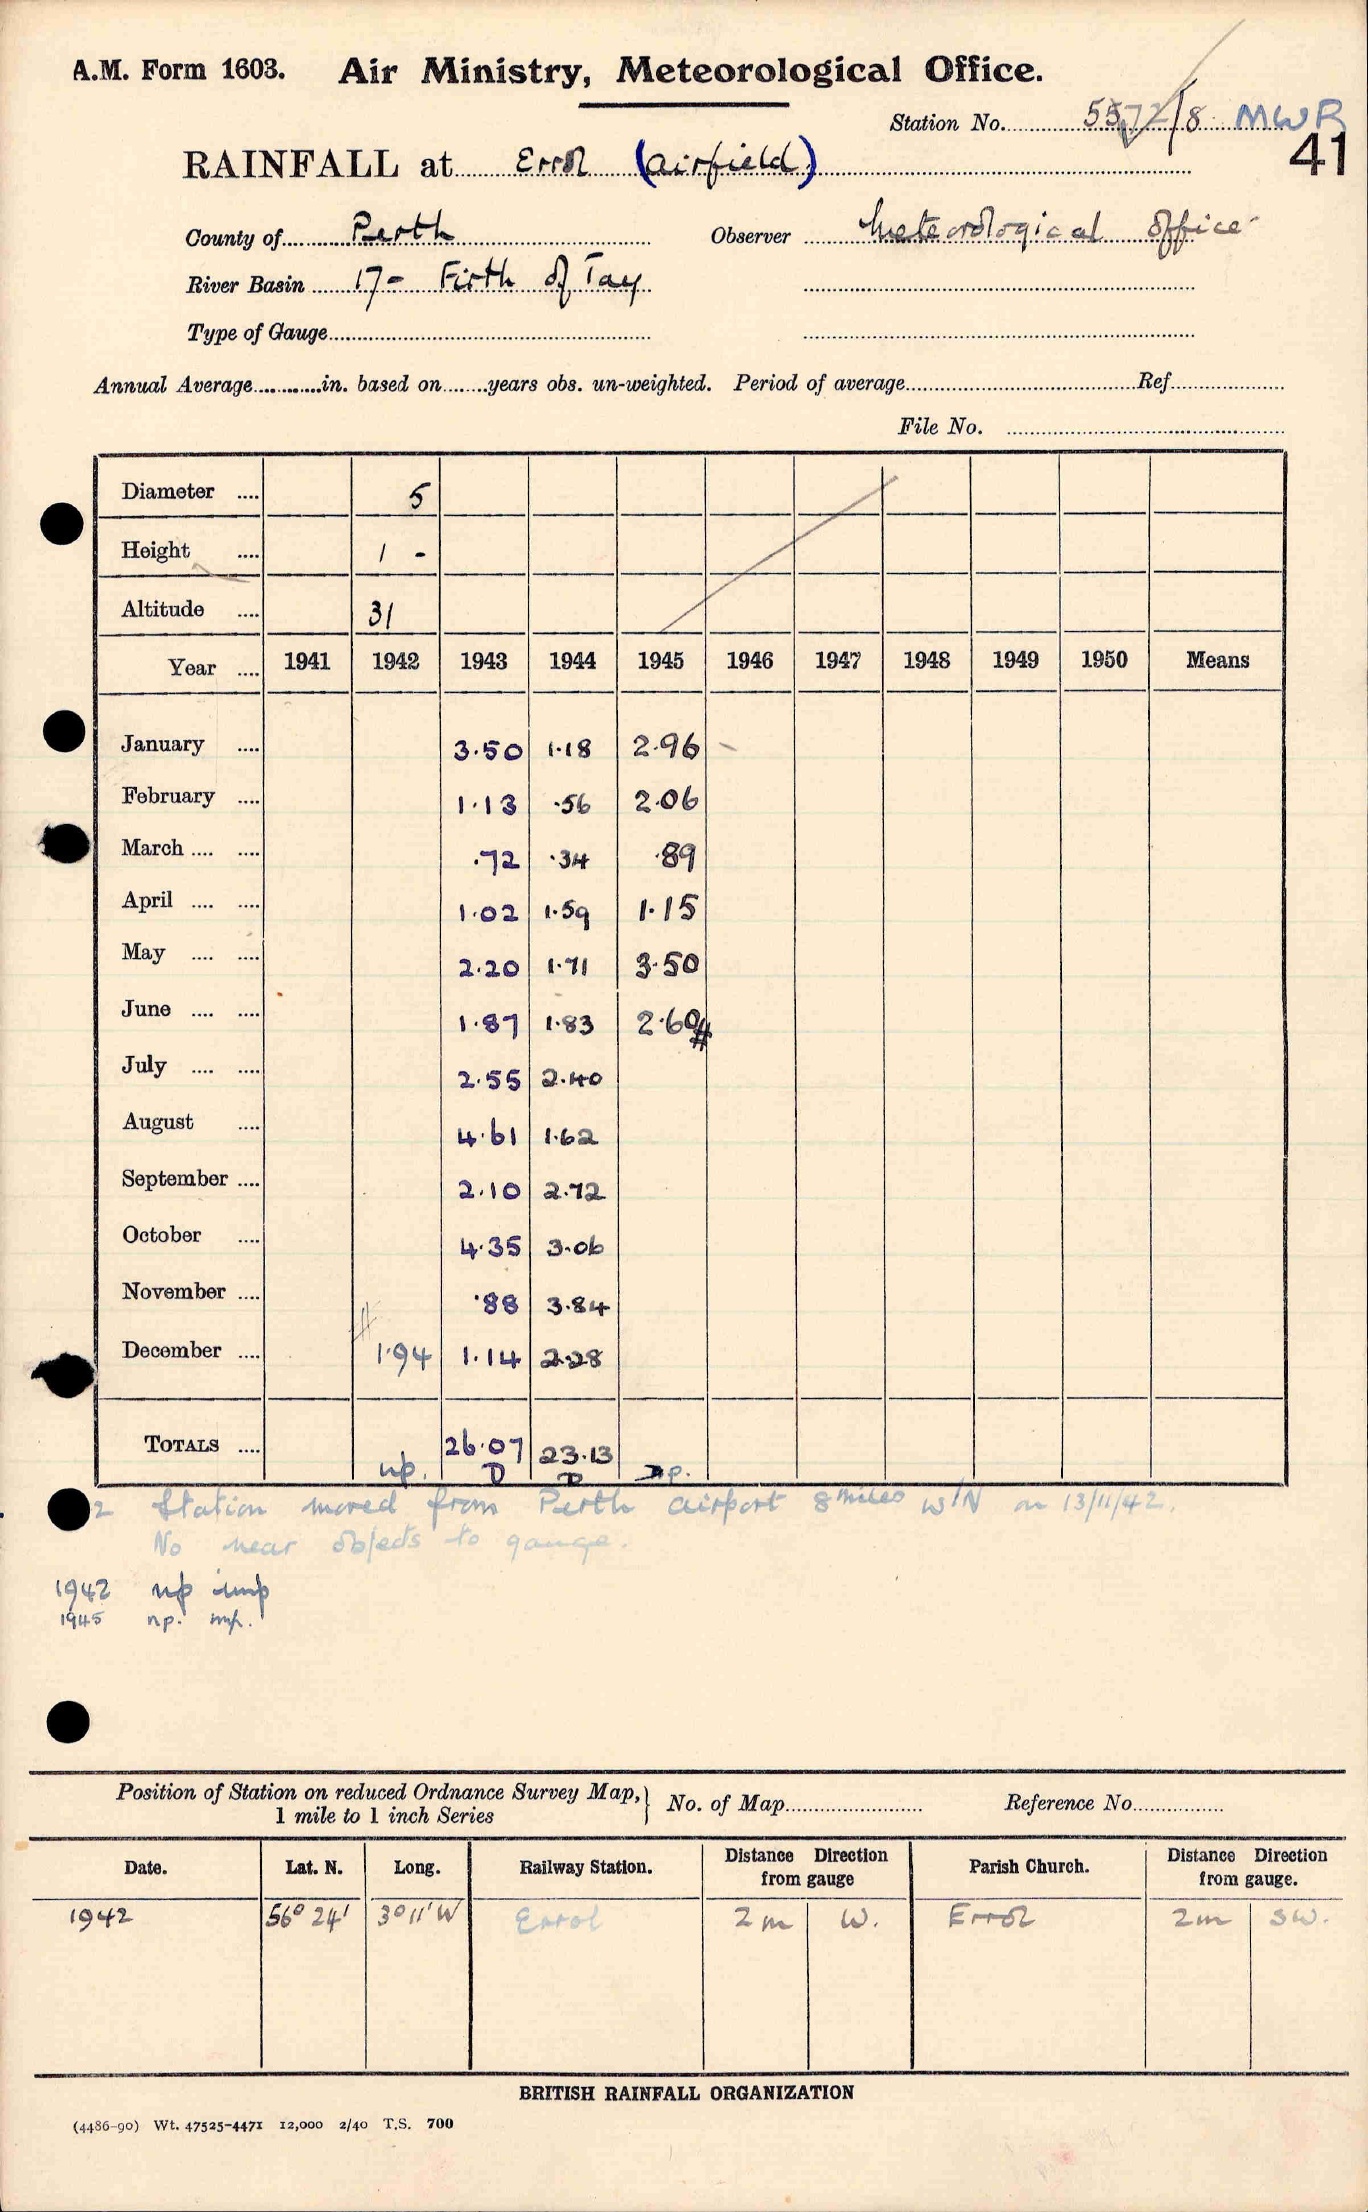 A.M. Form 1603. Air Ministry, Meteorological Office.
Station No. 5572/8 MWR
41
RAINFALL at Errol (airfield)
County of Perth Observer Meteorological Office
River Basin 17- Firth of Tay
Type of Gauge
Annual Average in. based on years obs. un-weighted. Period of average Ref
File No.
Diameter 5
Height 1 -
Altitude 31
Year 1941 1942 1943 1944 1945 1946 1947 1948 1949 1950 Means
January 3.50 1.18 2.96 -
February 1.13 .56 2.06
March .72 .34 .89
April 1.02 1.59 1.15
May 2.20 1.71 3.50
June 1.87 1.83 2.60 #
July 2.55 2.40
August 4.61 1.62
September 2.10 2.72
October 4.35 3.06
November .88 3.84
December # 1.94 1.14 2.28
TOTALS 26.07 23.13
np. D D np.
2 Station moved from Perth airport 8 miles W'N on 13/11/42.
No near objects to gauge.
1942 np imp
1945 np. imp.
Position of Station on reduced Ordnance Survey Map, } No. of Map Reference No
1 mile to 1 inch Series
Date. Lat. N. Long. Railway Station. Distance Direction from gauge Parish Church. Distance Direction from gauge.
1942 56° 24' 3° 11' W Errol 2 m W. Errol 2 m SW.
BRITISH RAINFALL ORGANIZATION
(4486-90) Wt. 47525-4471 12,000 2/40 T.S. 700